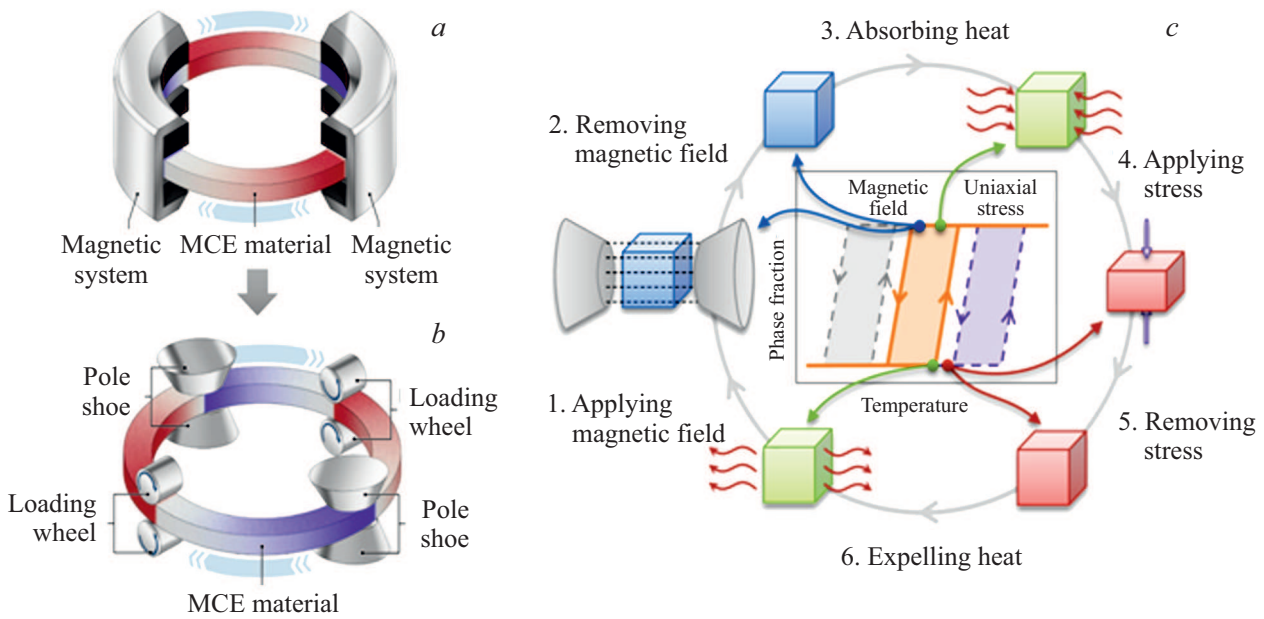 a
Magnetic
system
MCE material
Magnetic
system
b
Pole
shoe
Loading
wheel
Loading
wheel
Pole
shoe
MCE material
c
3. Absorbing heat
2. Removing
magnetic field
4. Applying
stress
Magnetic
field
Uniaxial
stress
Phase fraction
Temperature
1. Applying
magnetic field
5. Removing
stress
6. Expelling heat